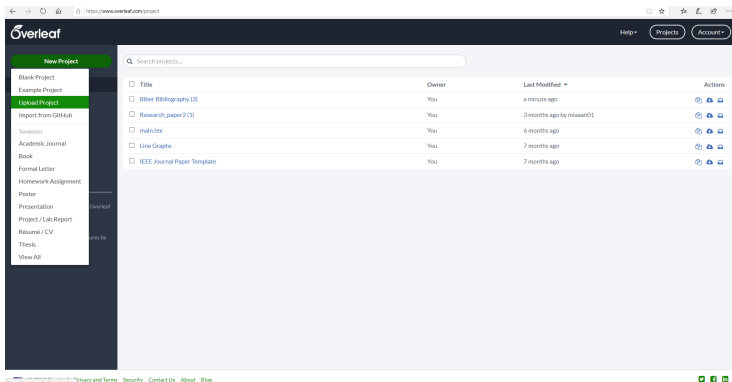 https://www.overleaf.com/project
Overleaf
Help
Projects
Account
New Project
Blank Project
Example Project
Upload Project
Import from GitHub
Templates
Academic Journal
Book
Formal Letter
Homework Assignment
Poster
Presentation
Project / Lab Report
Résumé / CV
Thesis
View All
Overleaf
Search projects...
Title Owner Last Modified Actions
Biber Bibliography (3) You a minute ago
Research_paper2 (1) You 3 months ago by mlaaan01
main.tex You 6 months ago
Line Graphs You 7 months ago
IEEE Journal Paper Template You 7 months ago
Privacy and Terms Security Contact Us About Blog